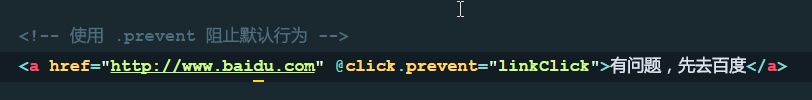 <!-- 使用 .prevent 阻止默认行为 -->
<a href="http://www.baidu.com" @click.prevent="linkClick">有问题，先去百度</a>